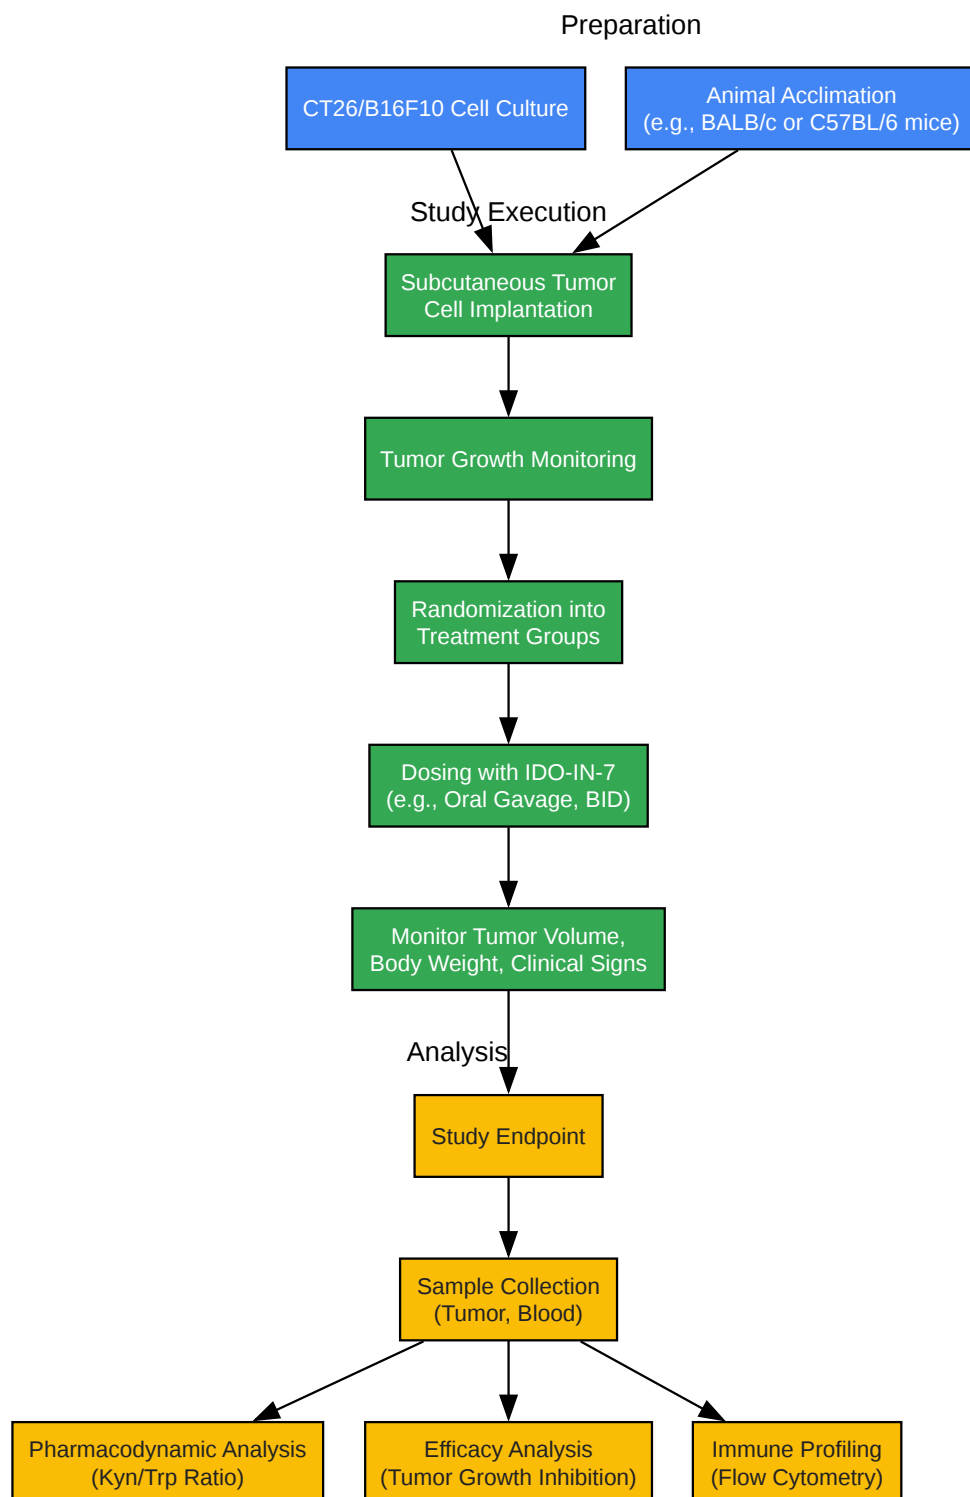 Preparation
CT26/B16F10 Cell Culture
Animal Acclimation
(e.g., BALB/c or C57BL/6 mice)
Study Execution
Subcutaneous Tumor
Cell Implantation
Tumor Growth Monitoring
Randomization into
Treatment Groups
Dosing with IDO-IN-7
(e.g., Oral Gavage, BID)
Monitor Tumor Volume,
Body Weight, Clinical Signs
Analysis
Study Endpoint
Sample Collection
(Tumor, Blood)
Pharmacodynamic Analysis
(Kyn/Trp Ratio)
Efficacy Analysis
(Tumor Growth Inhibition)
Immune Profiling
(Flow Cytometry)